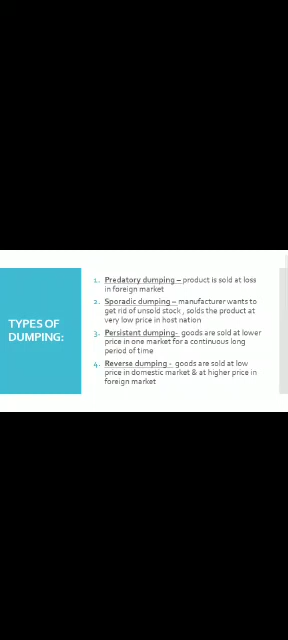 TYPES OF
DUMPING:
1. Predatory dumping – product is sold at loss
in foreign market
2. Sporadic dumping – manufacturer wants to
get rid of unsold stock , solds the product at
very low price in host nation
3. Persistent dumping- goods are sold at lower
price in one market for a continuous long
period of time
4. Reverse dumping - goods are sold at low
price in domestic market & at higher price in
foreign market